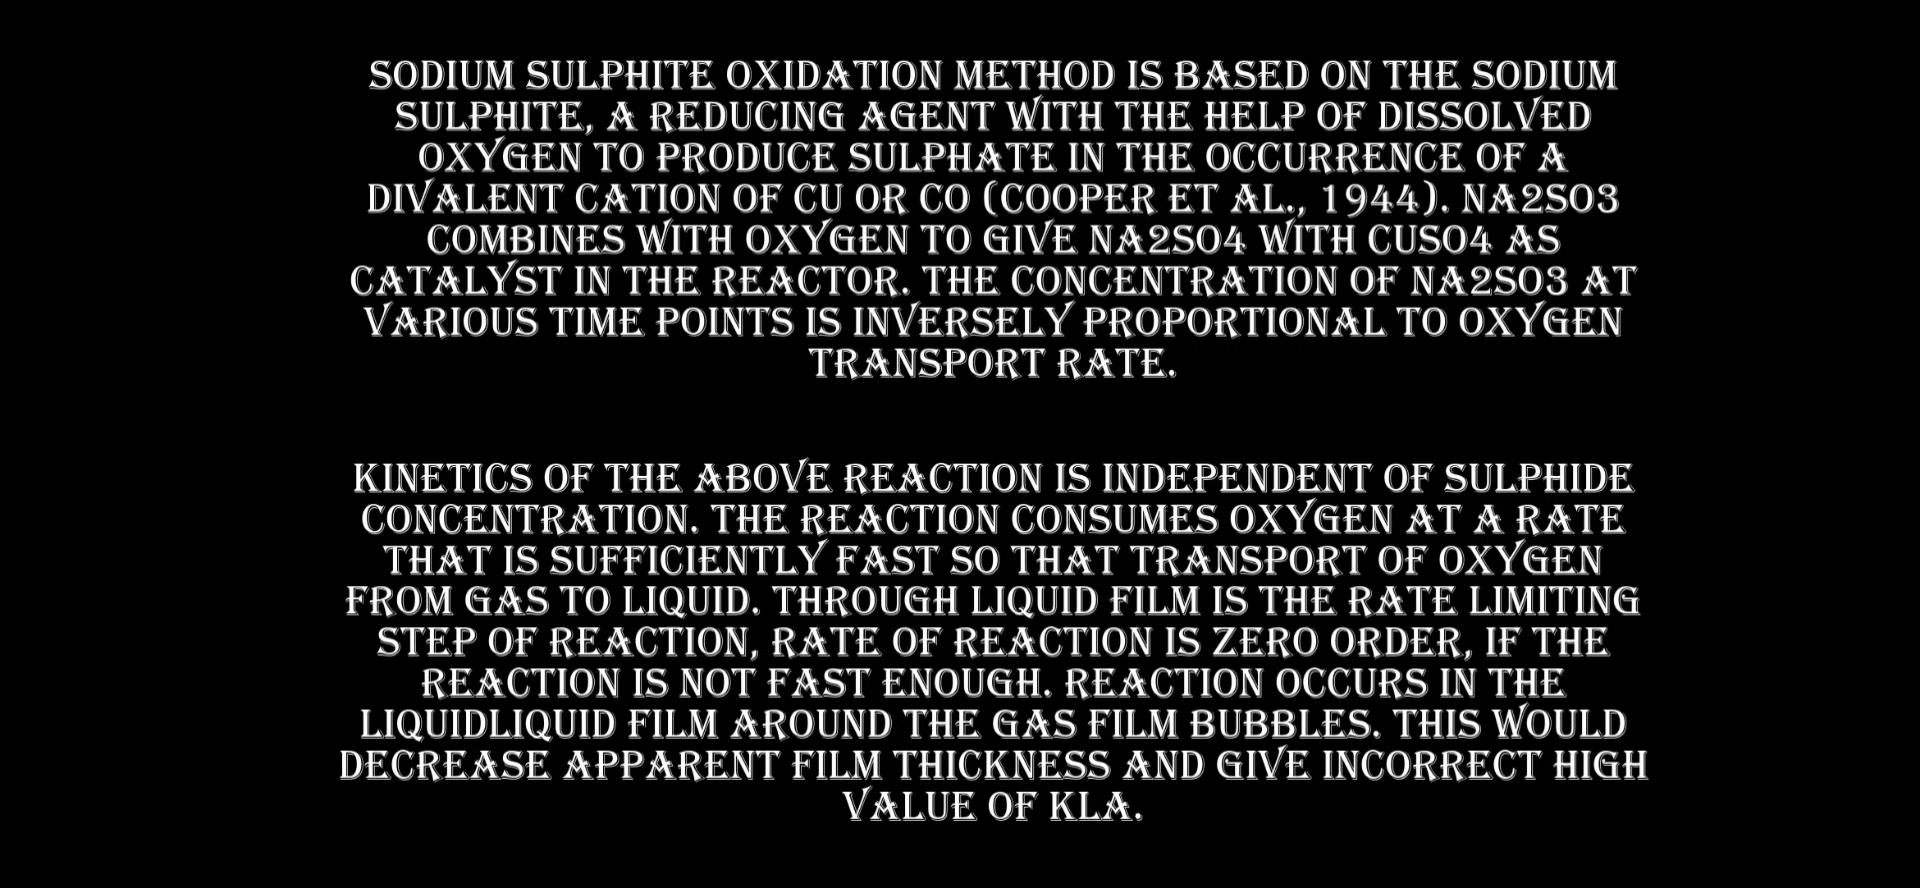 SODIUM SULPHITE OXIDATION METHOD IS BASED ON THE SODIUM
SULPHITE, A REDUCING AGENT WITH THE HELP OF DISSOLVED
OXYGEN TO PRODUCE SULPHATE IN THE OCCURRENCE OF A
DIVALENT CATION OF CU OR CO (COOPER ET AL., 1944). NA2SO3
COMBINES WITH OXYGEN TO GIVE NA2SO4 WITH CUSO4 AS
CATALYST IN THE REACTOR. THE CONCENTRATION OF NA2SO3 AT
VARIOUS TIME POINTS IS INVERSELY PROPORTIONAL TO OXYGEN
TRANSPORT RATE.
KINETICS OF THE ABOVE REACTION IS INDEPENDENT OF SULPHIDE
CONCENTRATION. THE REACTION CONSUMES OXYGEN AT A RATE
THAT IS SUFFICIENTLY FAST SO THAT TRANSPORT OF OXYGEN
FROM GAS TO LIQUID. THROUGH LIQUID FILM IS THE RATE LIMITING
STEP OF REACTION, RATE OF REACTION IS ZERO ORDER, IF THE
REACTION IS NOT FAST ENOUGH. REACTION OCCURS IN THE
LIQUIDLIQUID FILM AROUND THE GAS FILM BUBBLES. THIS WOULD
DECREASE APPARENT FILM THICKNESS AND GIVE INCORRECT HIGH
VALUE OF KLA.